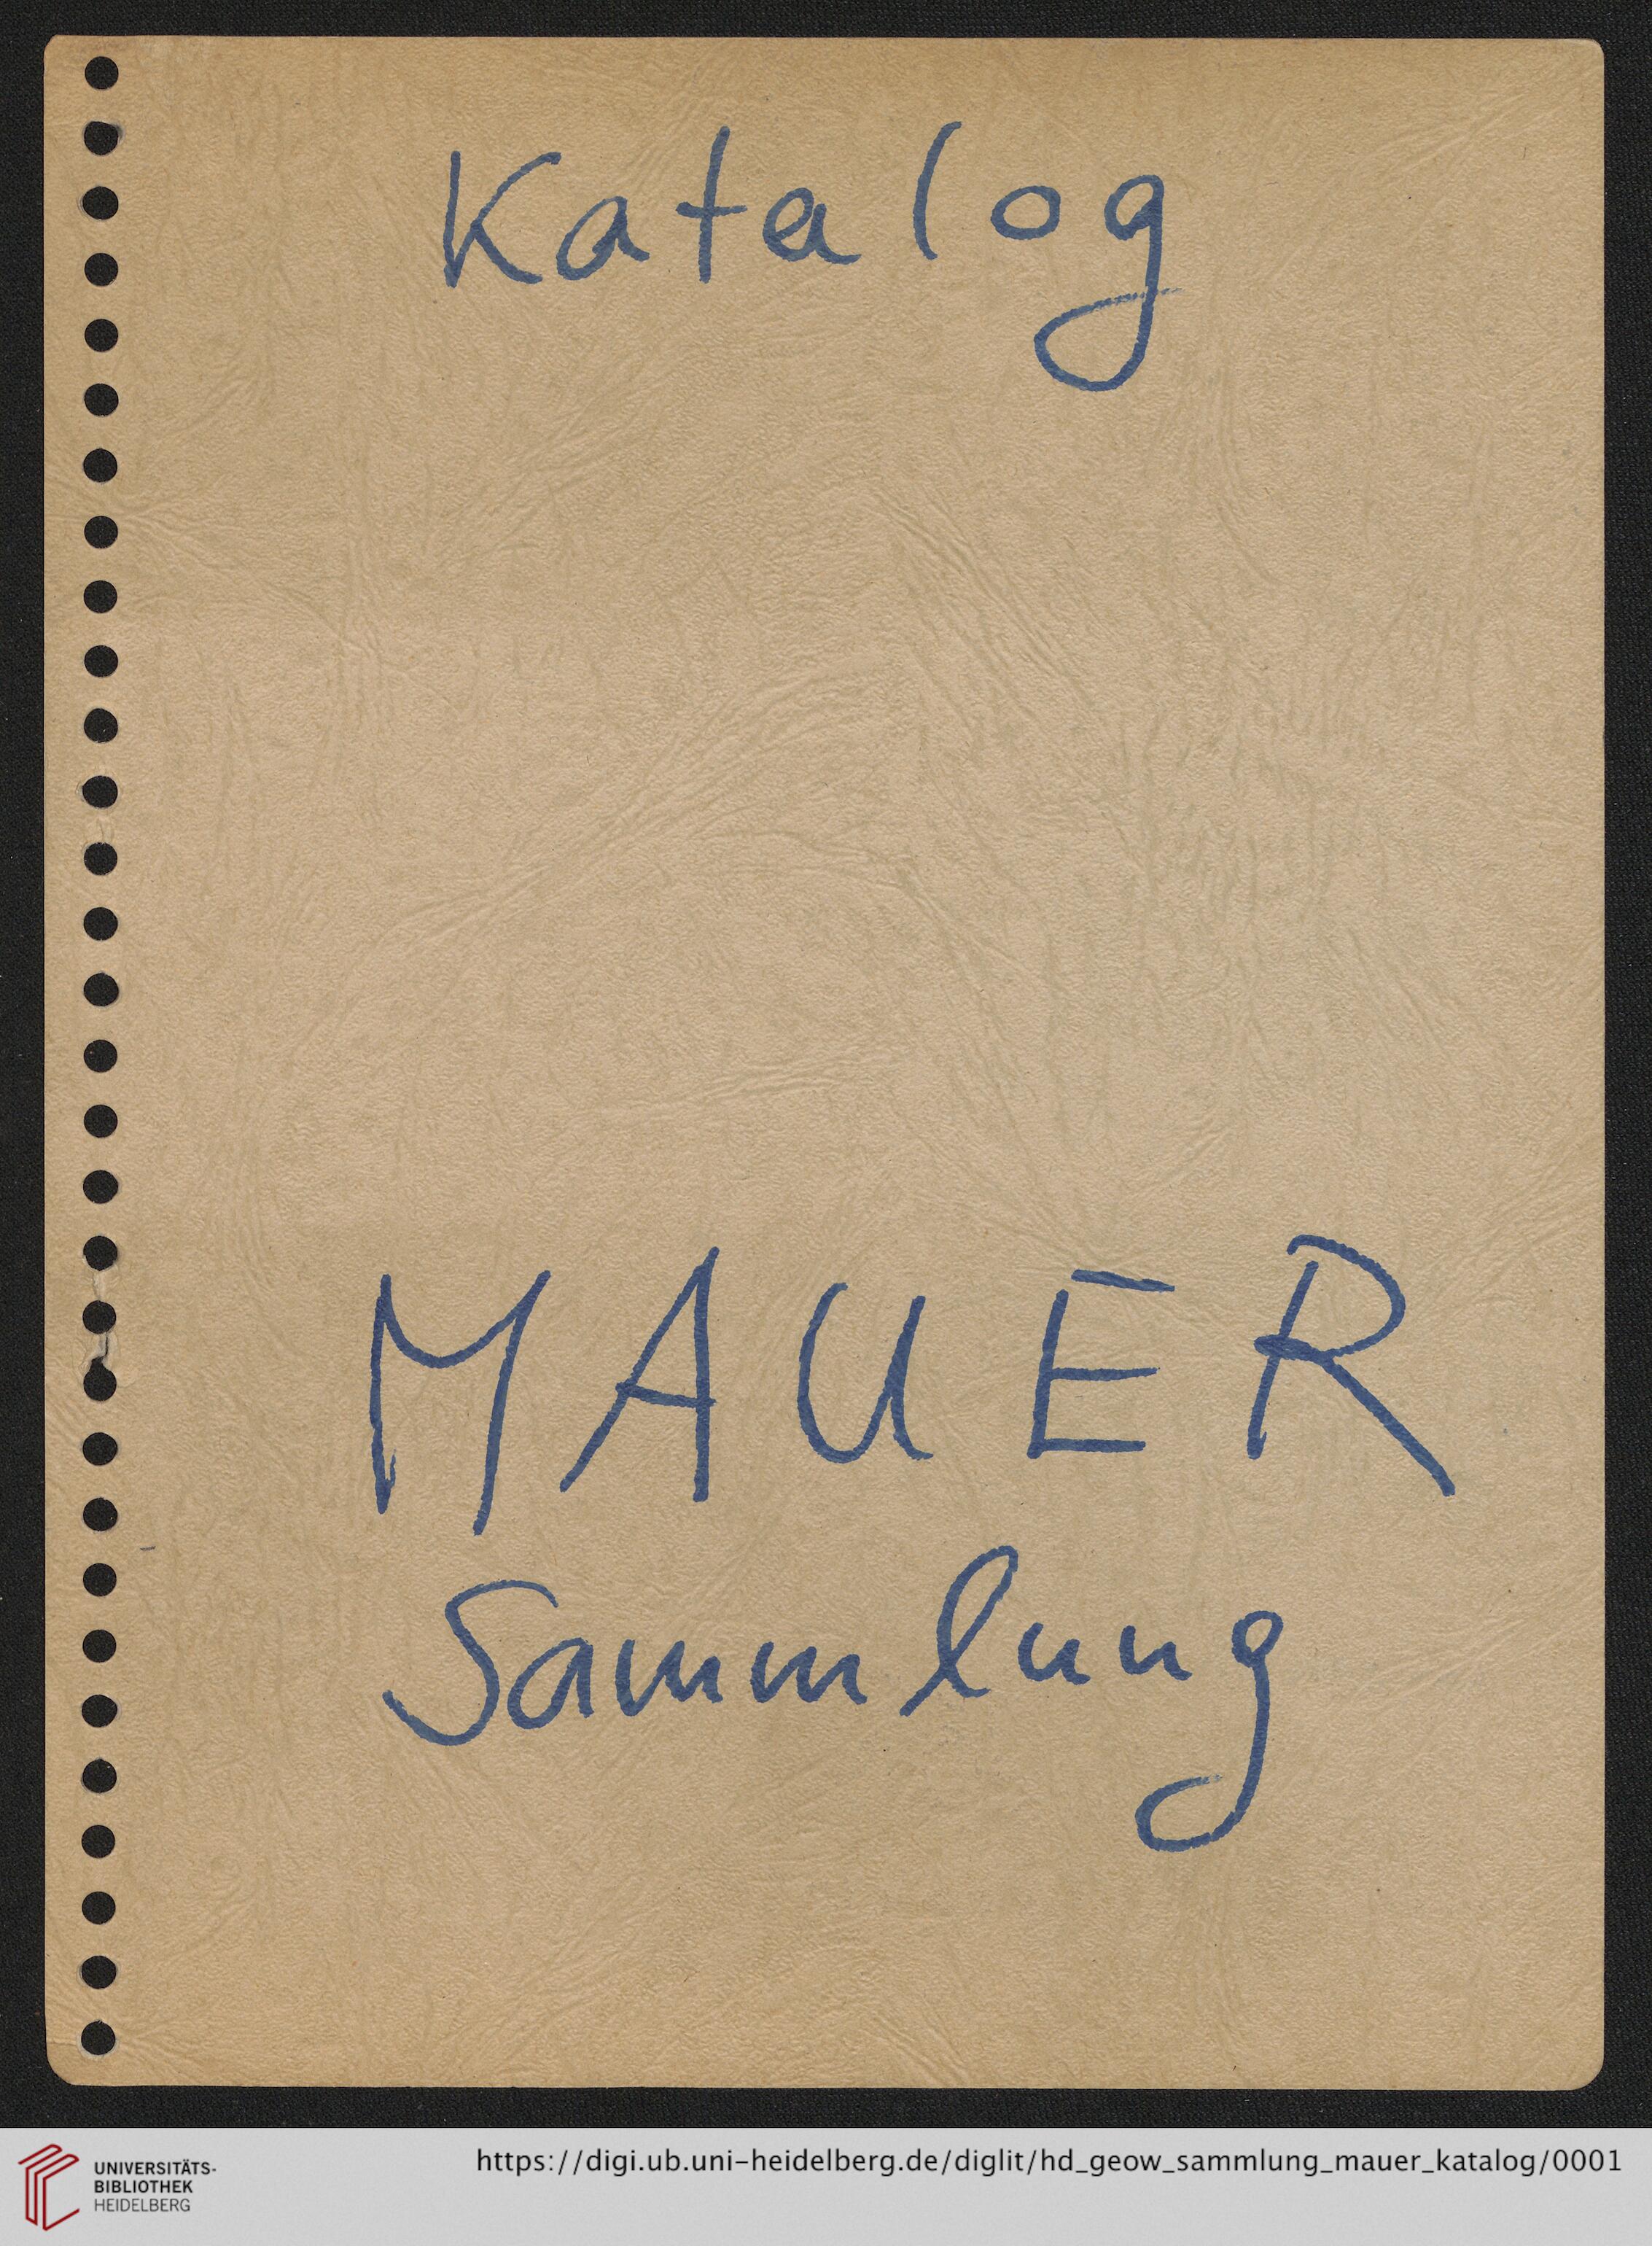 Katalog
MAUER
Sammlung
UNIVERSITÄTS-
BIBLIOTHEK
HEIDELBERG
https://digi.ub.uni-heidelberg.de/diglit/hd_geow_sammlung_mauer_katalog/0001